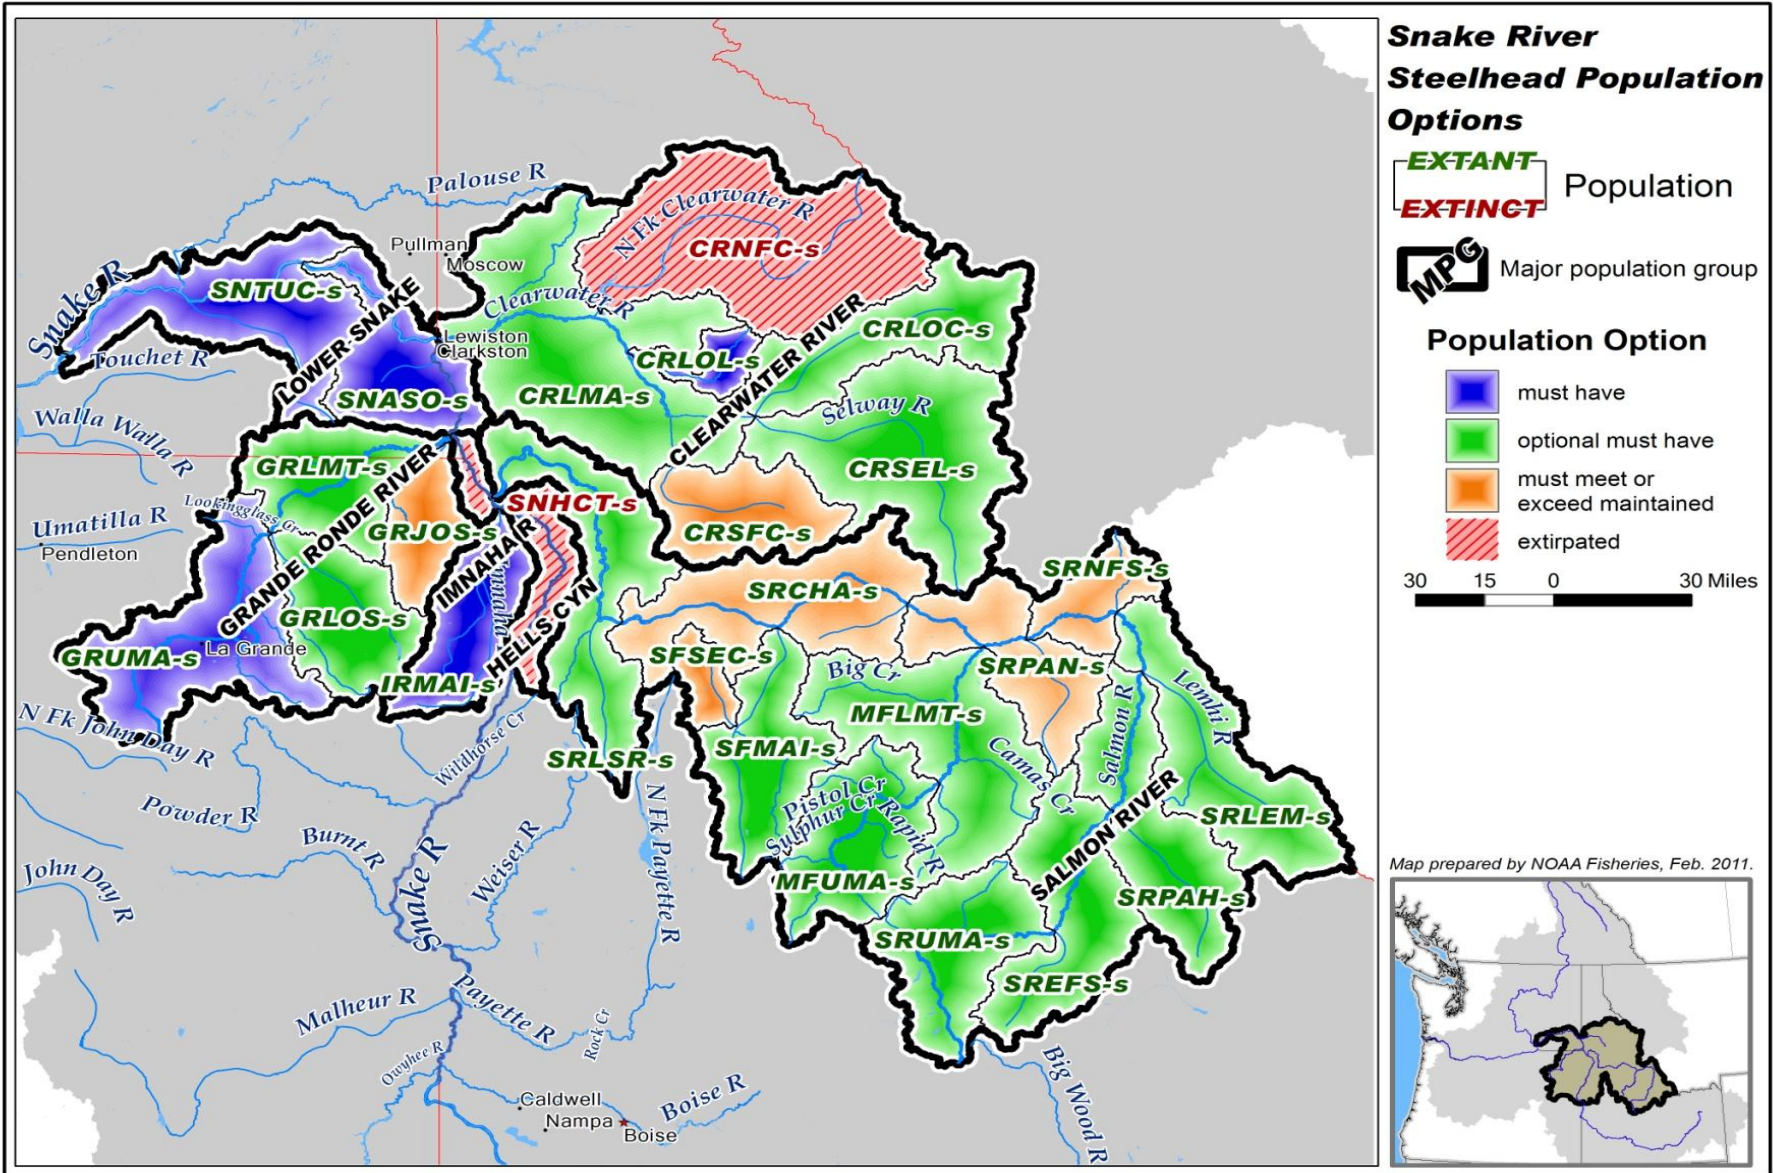 Snake River
Steelhead Population
Options
EXTANT
EXTINCT
Population
MPG
Major population group
Population Option
must have
optional must have
must meet or
exceed maintained
extirpated
30 15 0 30 Miles
Map prepared by NOAA Fisheries, Feb. 2011.
Palouse R
N Fk Clearwater R
CRNFC-s
Pullman
Moscow
Snake R
SNTUC-s
LOWER SNAKE
Clearwater R
CRLOC-s
Lewiston
Clarkston
Touchet R
CRLOL-s
CLEARWATER RIVER
SNASO-s
CRLMA-s
Selway R
Walla Walla R
GRLMT-s
CRSEL-s
Lookingglass Cr
SNHCT-s
Umatilla R
Pendleton
GRJOS-s
CRSFC-s
GRANDE RONDE RIVER
IMNAHA R
Imnaha
SRNFS-s
SRCHA-s
GRLOS-s
HELLS CYN
La Grande
GRUMA-s
SFSEC-s
SRPAN-s
Big Cr
IRMAI-s
Lemhi R
Salmon R
MFLMT-s
N Fk John Day R
Wildhorse Cr
SFMAI-s
SRLSR-s
Camas Cr
Pistol Cr
Sulphur Cr
Rapid R
N Fk Payette R
Powder R
SALMON RIVER
SRLEM-s
Burnt R
Snake R
Weiser R
John Day R
MFUMA-s
SRPAH-s
SRUMA-s
SREFS-s
Malheur R
Payette R
Rock Cr
Owyhee R
Big Wood R
Caldwell
Nampa
Boise
Boise R